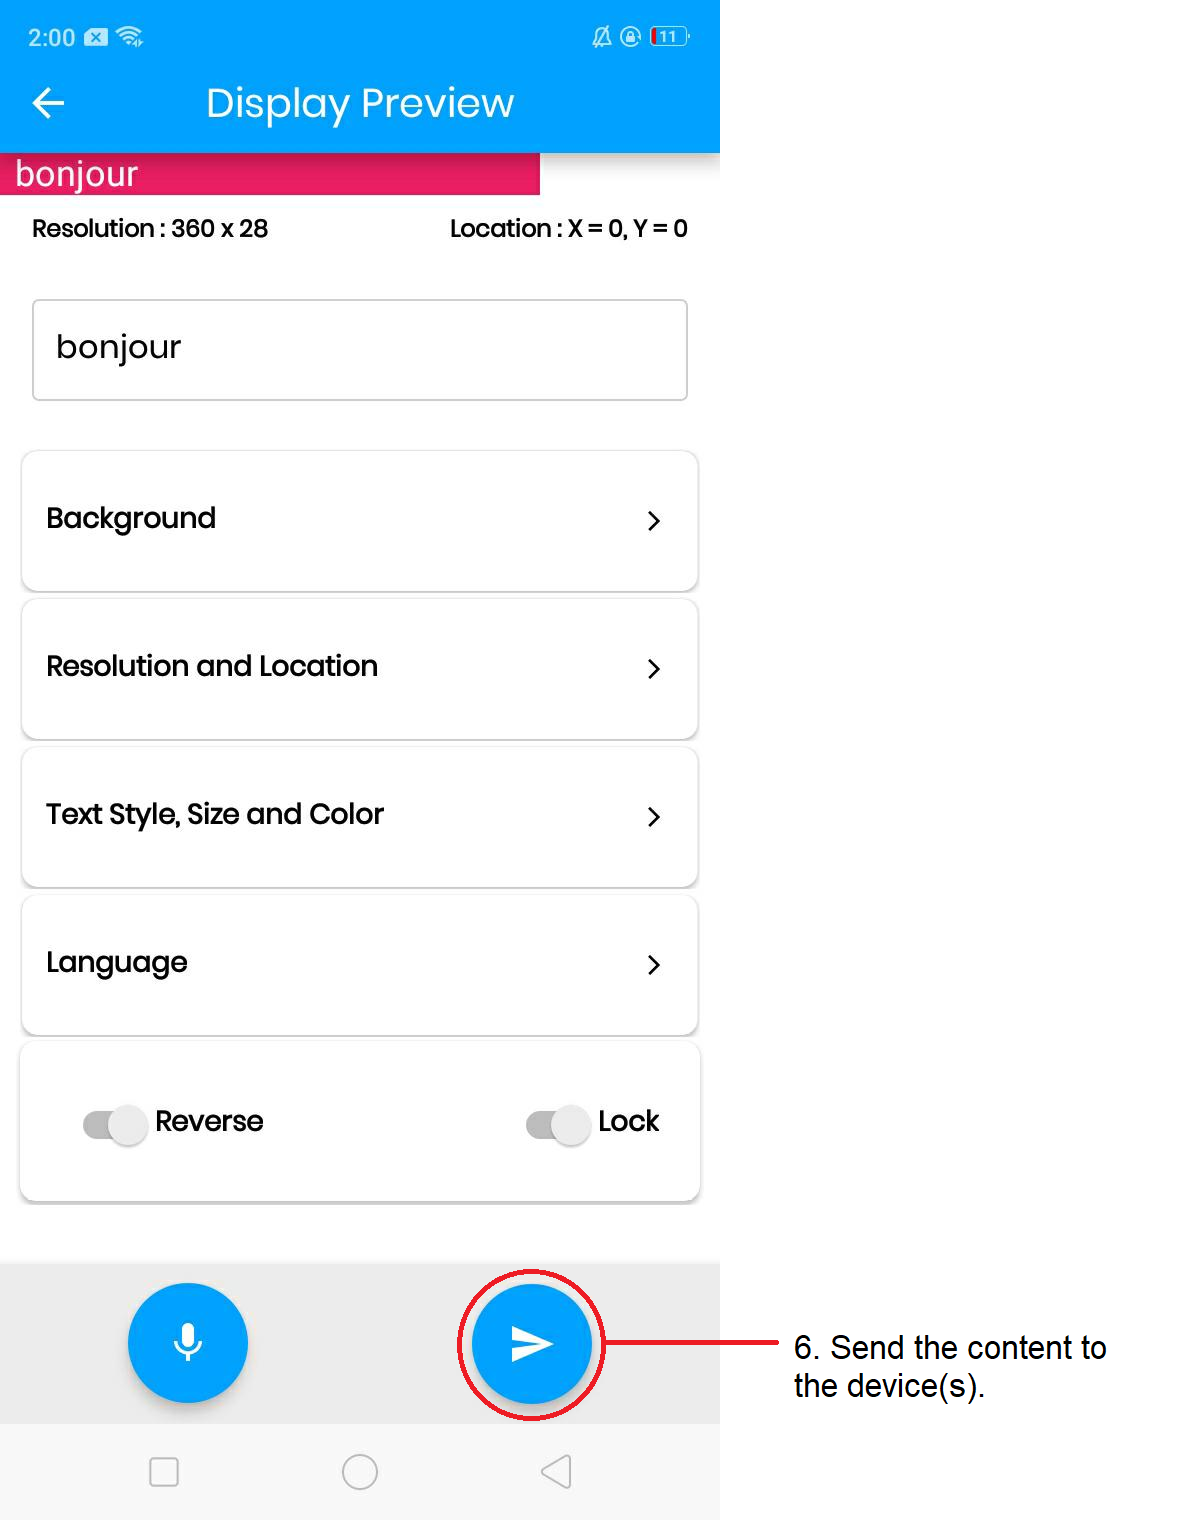 2:00
11
Display Preview
bonjour
Resolution : 360 x 28
Location : X = 0, Y = 0
bonjour
Background
Resolution and Location
Text Style, Size and Color
Language
Reverse
Lock
6. Send the content to
the device(s).